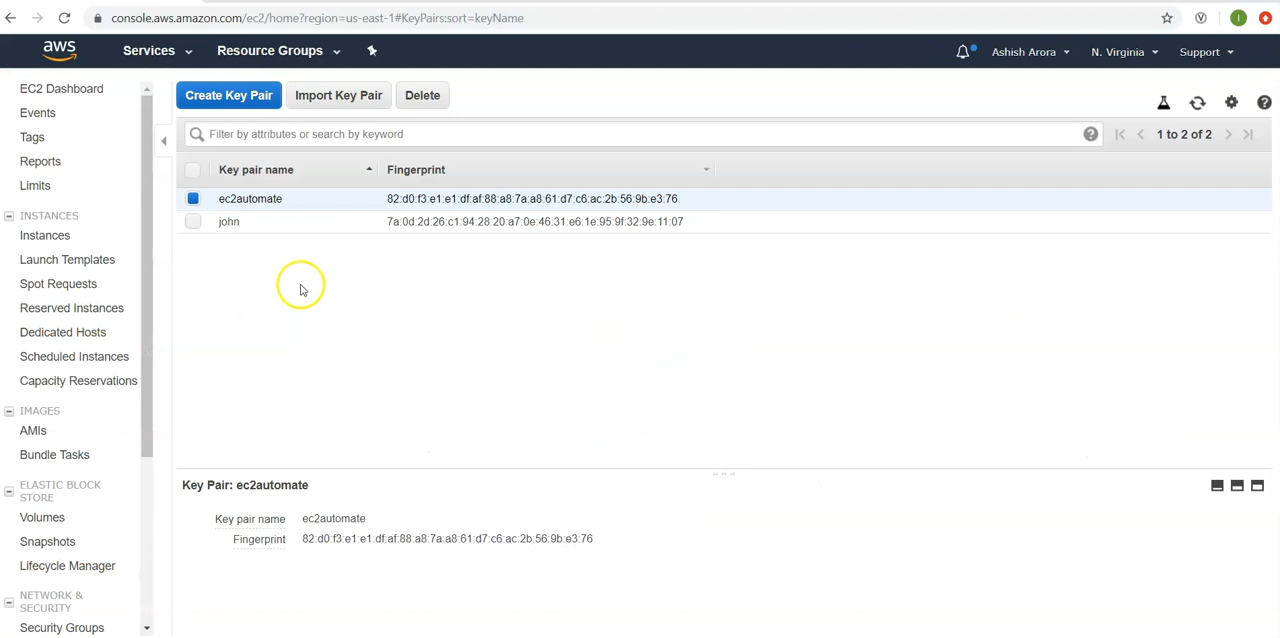 console.aws.amazon.com/ec2/home?region=us-east-1#KeyPairs:sort=keyName
aws Services Resource Groups Ashish Arora N. Virginia Support
EC2 Dashboard
Events
Tags
Reports
Limits
INSTANCES
Instances
Launch Templates
Spot Requests
Reserved Instances
Dedicated Hosts
Scheduled Instances
Capacity Reservations
IMAGES
AMIs
Bundle Tasks
ELASTIC BLOCK
STORE
Volumes
Snapshots
Lifecycle Manager
NETWORK &
SECURITY
Security Groups
Create Key Pair Import Key Pair Delete
Filter by attributes or search by keyword 1 to 2 of 2
Key pair name Fingerprint
ec2automate 82:d0:f3:e1:e1:df:af:88:a8:7a:a8:61:d7:c6:ac:2b:56:9b:e3:76
john 7a:0d:2d:26:c1:94:28:20:a7:0e:46:31:e6:1e:95:9f:32:9e:11:07
Key Pair: ec2automate
Key pair name ec2automate
Fingerprint 82:d0:f3:e1:e1:df:af:88:a8:7a:a8:61:d7:c6:ac:2b:56:9b:e3:76